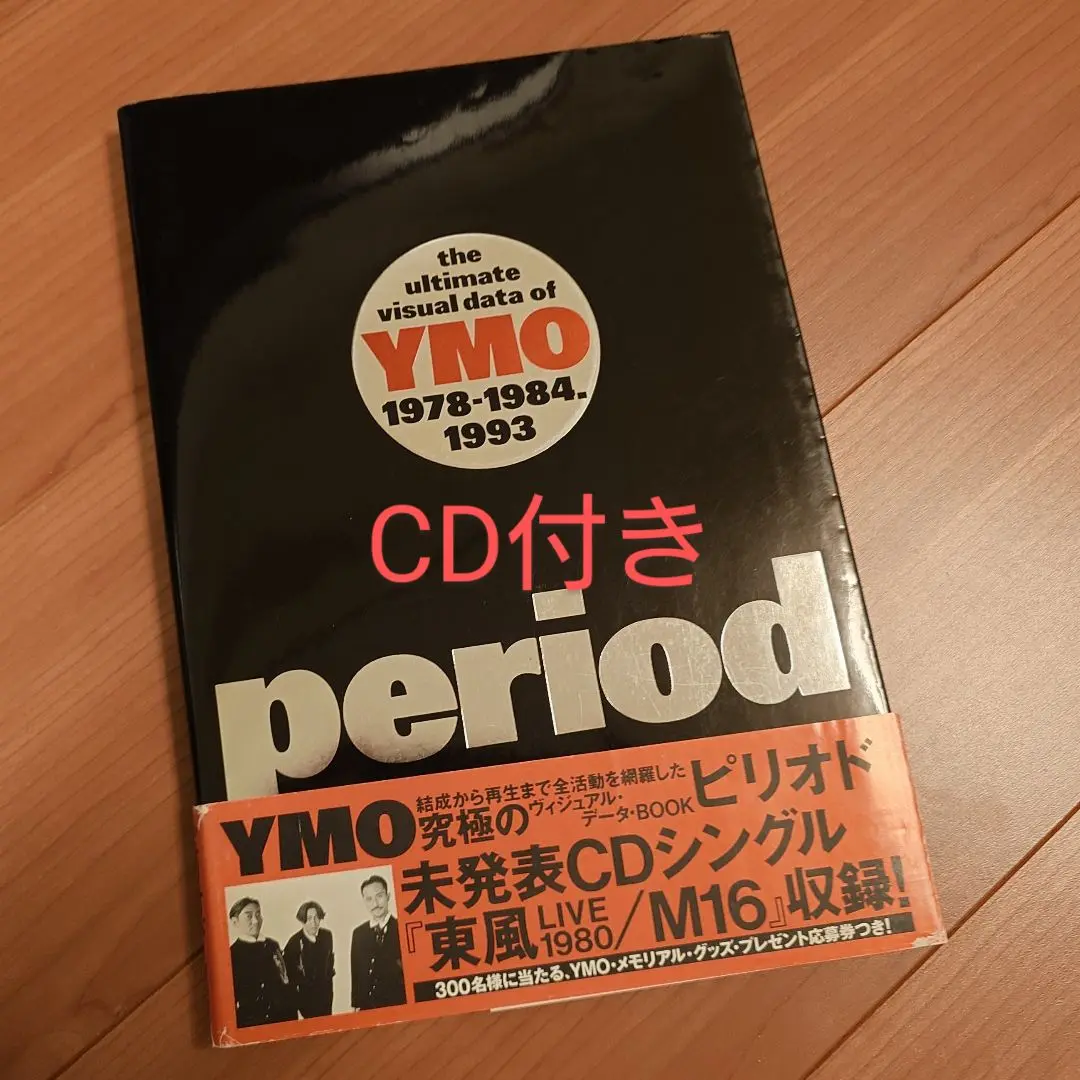 the
ultimate
visual data of
YMO
1978-1984.
1993
CD付き
period
YMO
結成から再生まで全活動を網羅した
究極のヴィジュアル・
データ・BOOK
ピリオド
未発表CDシングル
『東風LIVE
1980/M16』収録!
300名様に当たる、YMO・メモリアル・グッズ・プレゼント応募券つき!